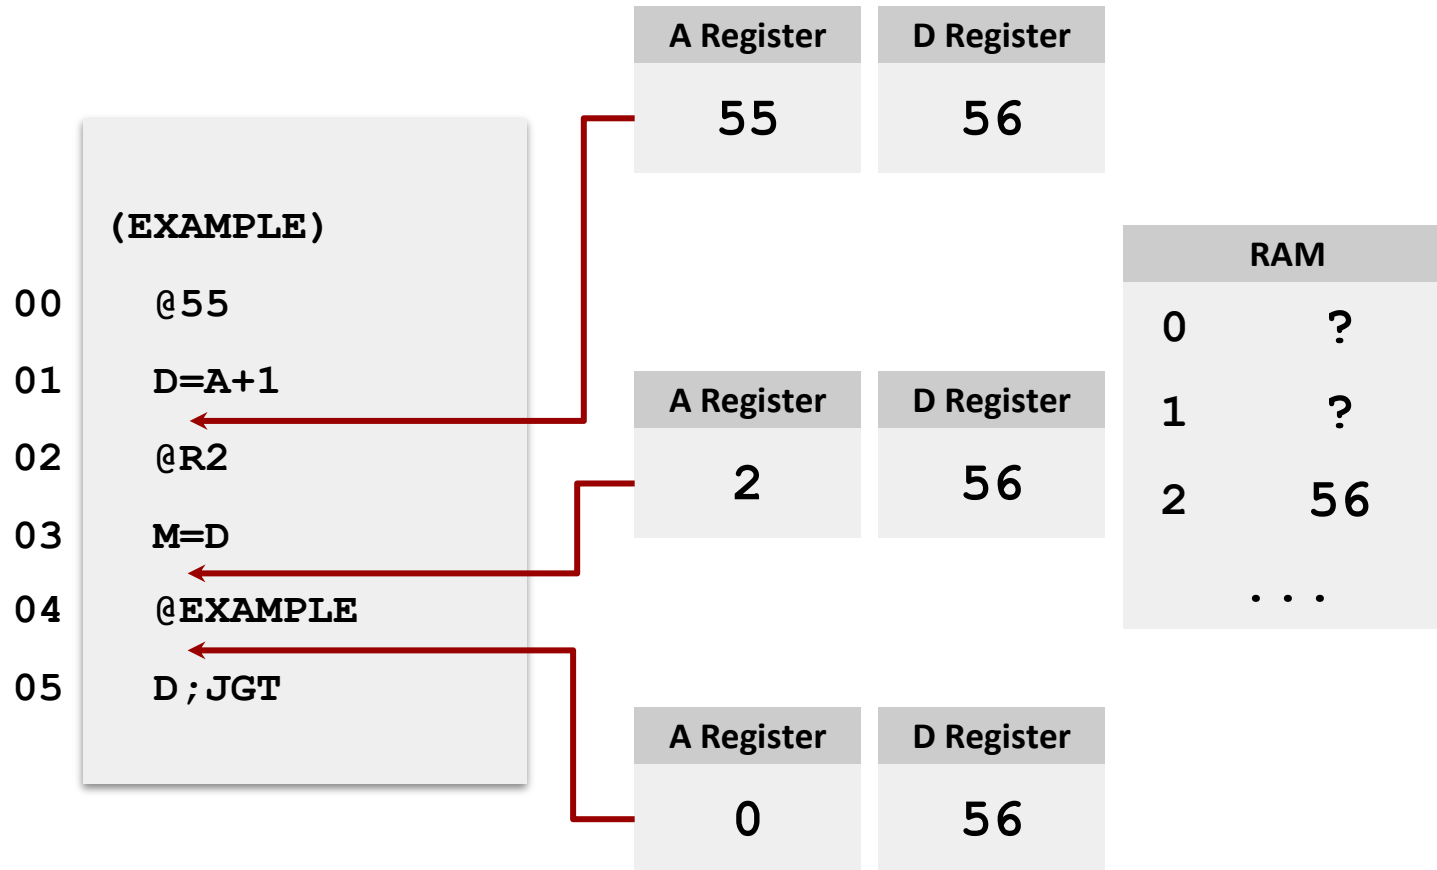 A Register D Register
55 56
(EXAMPLE)
00 @55
01 D=A+1
02 @R2
03 M=D
04 @EXAMPLE
05 D;JGT
A Register D Register
2 56
A Register D Register
0 56
RAM
0 ?
1 ?
2 56
...